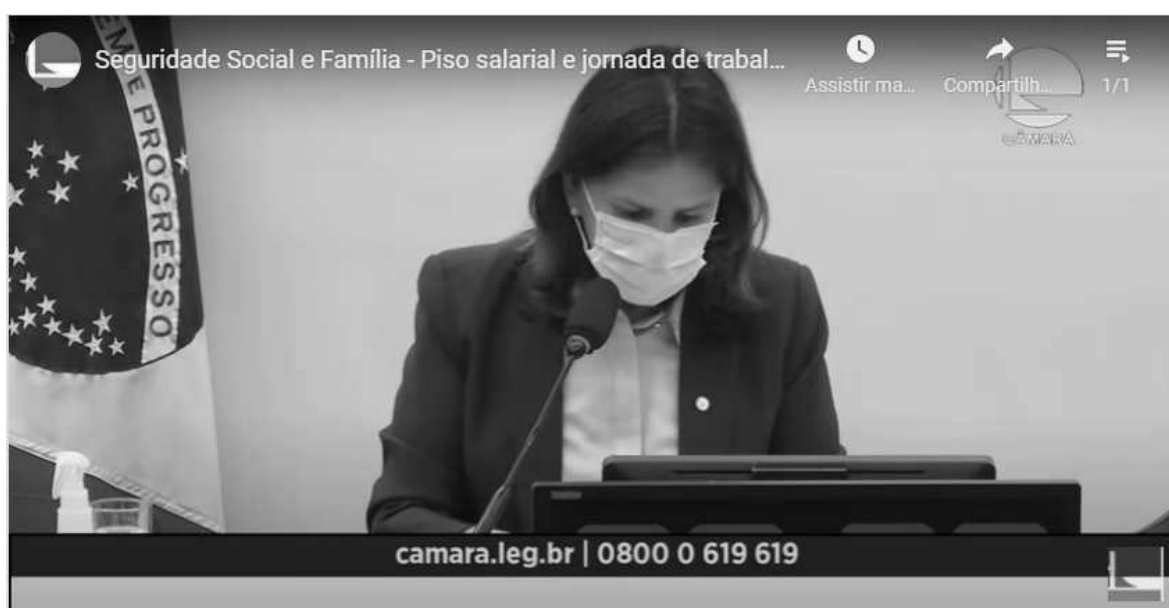 Seguridade Social e Família - Piso salarial e jornada de trabal...
Assistir ma...
Compartilh...
1/1
CÂMARA
EM E PROGRESSO
camara.leg.br | 0800 0 619 619